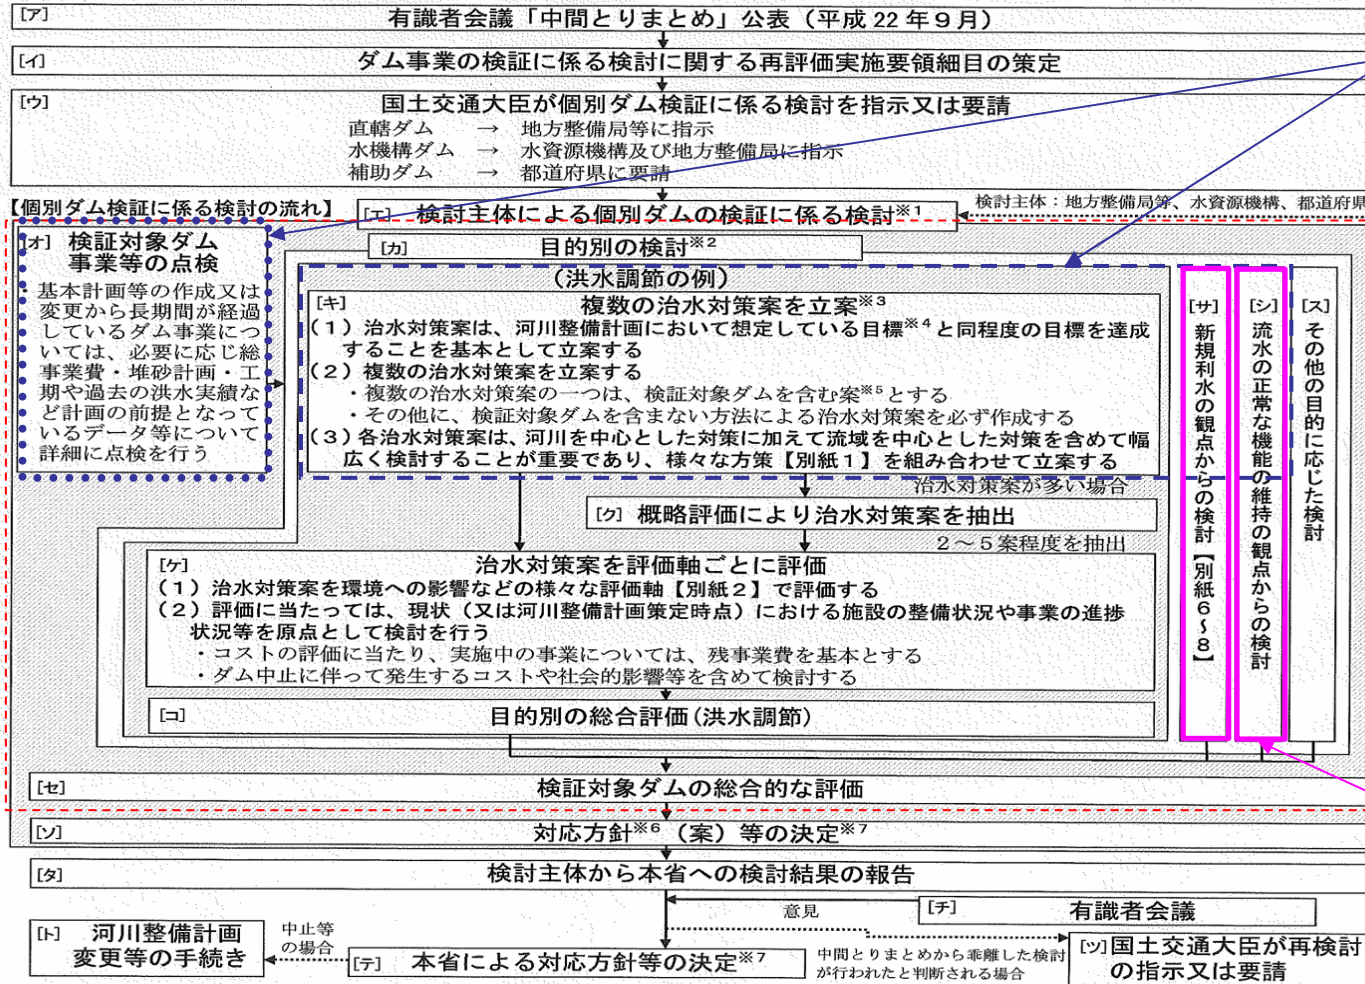 [ア] 有識者会議「中間とりまとめ」公表（平成 22 年９月）
[イ] ダム事業の検証に係る検討に関する再評価実施要領細目の策定
[ウ] 国土交通大臣が個別ダム検証に係る検討を指示又は要請
直轄ダム → 地方整備局等に指示
水機構ダム → 水資源機構及び地方整備局に指示
補助ダム → 都道府県に要請
【個別ダム検証に係る検討の流れ】
[エ] 検討主体による個別ダムの検証に係る検討※1
検討主体：地方整備局等、水資源機構、都道府県
[オ] 検証対象ダム
事業等の点検
・基本計画等の作成又は
変更から長期間が経過
しているダム事業につ
いては、必要に応じ総
事業費・堆砂計画・工
期や過去の洪水実績な
ど計画の前提となって
いるデータ等について
詳細に点検を行う
[カ] 目的別の検討※2
（洪水調節の例）
[キ] 複数の治水対策案を立案※3
（１）治水対策案は、河川整備計画において想定している目標※4と同程度の目標を達成
することを基本として立案する
（２）複数の治水対策案を立案する
・複数の治水対策案の一つは、検証対象ダムを含む案※5とする
・その他に、検証対象ダムを含まない方法による治水対策案を必ず作成する
（３）各治水対策案は、河川を中心とした対策に加えて流域を中心とした対策を含めて幅
広く検討することが重要であり、様々な方策【別紙１】を組み合わせて立案する
治水対策案が多い場合
[ク] 概略評価により治水対策案を抽出
２～５案程度を抽出
[ケ] 治水対策案を評価軸ごとに評価
（１）治水対策案を環境への影響などの様々な評価軸【別紙２】で評価する
（２）評価に当たっては、現状（又は河川整備計画策定時点）における施設の整備状況や事業の進捗
状況等を原点として検討を行う
・コストの評価に当たり、実施中の事業については、残事業費を基本とする
・ダム中止に伴って発生するコストや社会的影響等を含めて検討する
[コ] 目的別の総合評価（洪水調節）
[サ] 新規利水の観点からの検討【別紙６～８】
[シ] 流水の正常な機能の維持の観点からの検討
[ス] その他の目的に応じた検討
[セ] 検証対象ダムの総合的な評価
[ソ] 対応方針※6（案）等の決定※7
[タ] 検討主体から本省への検討結果の報告
意見
[チ] 有識者会議
[ト] 河川整備計画
変更等の手続き
中止等
の場合
[テ] 本省による対応方針等の決定※7
中間とりまとめから乖離した検討
が行われたと判断される場合
[ツ] 国土交通大臣が再検討
の指示又は要請